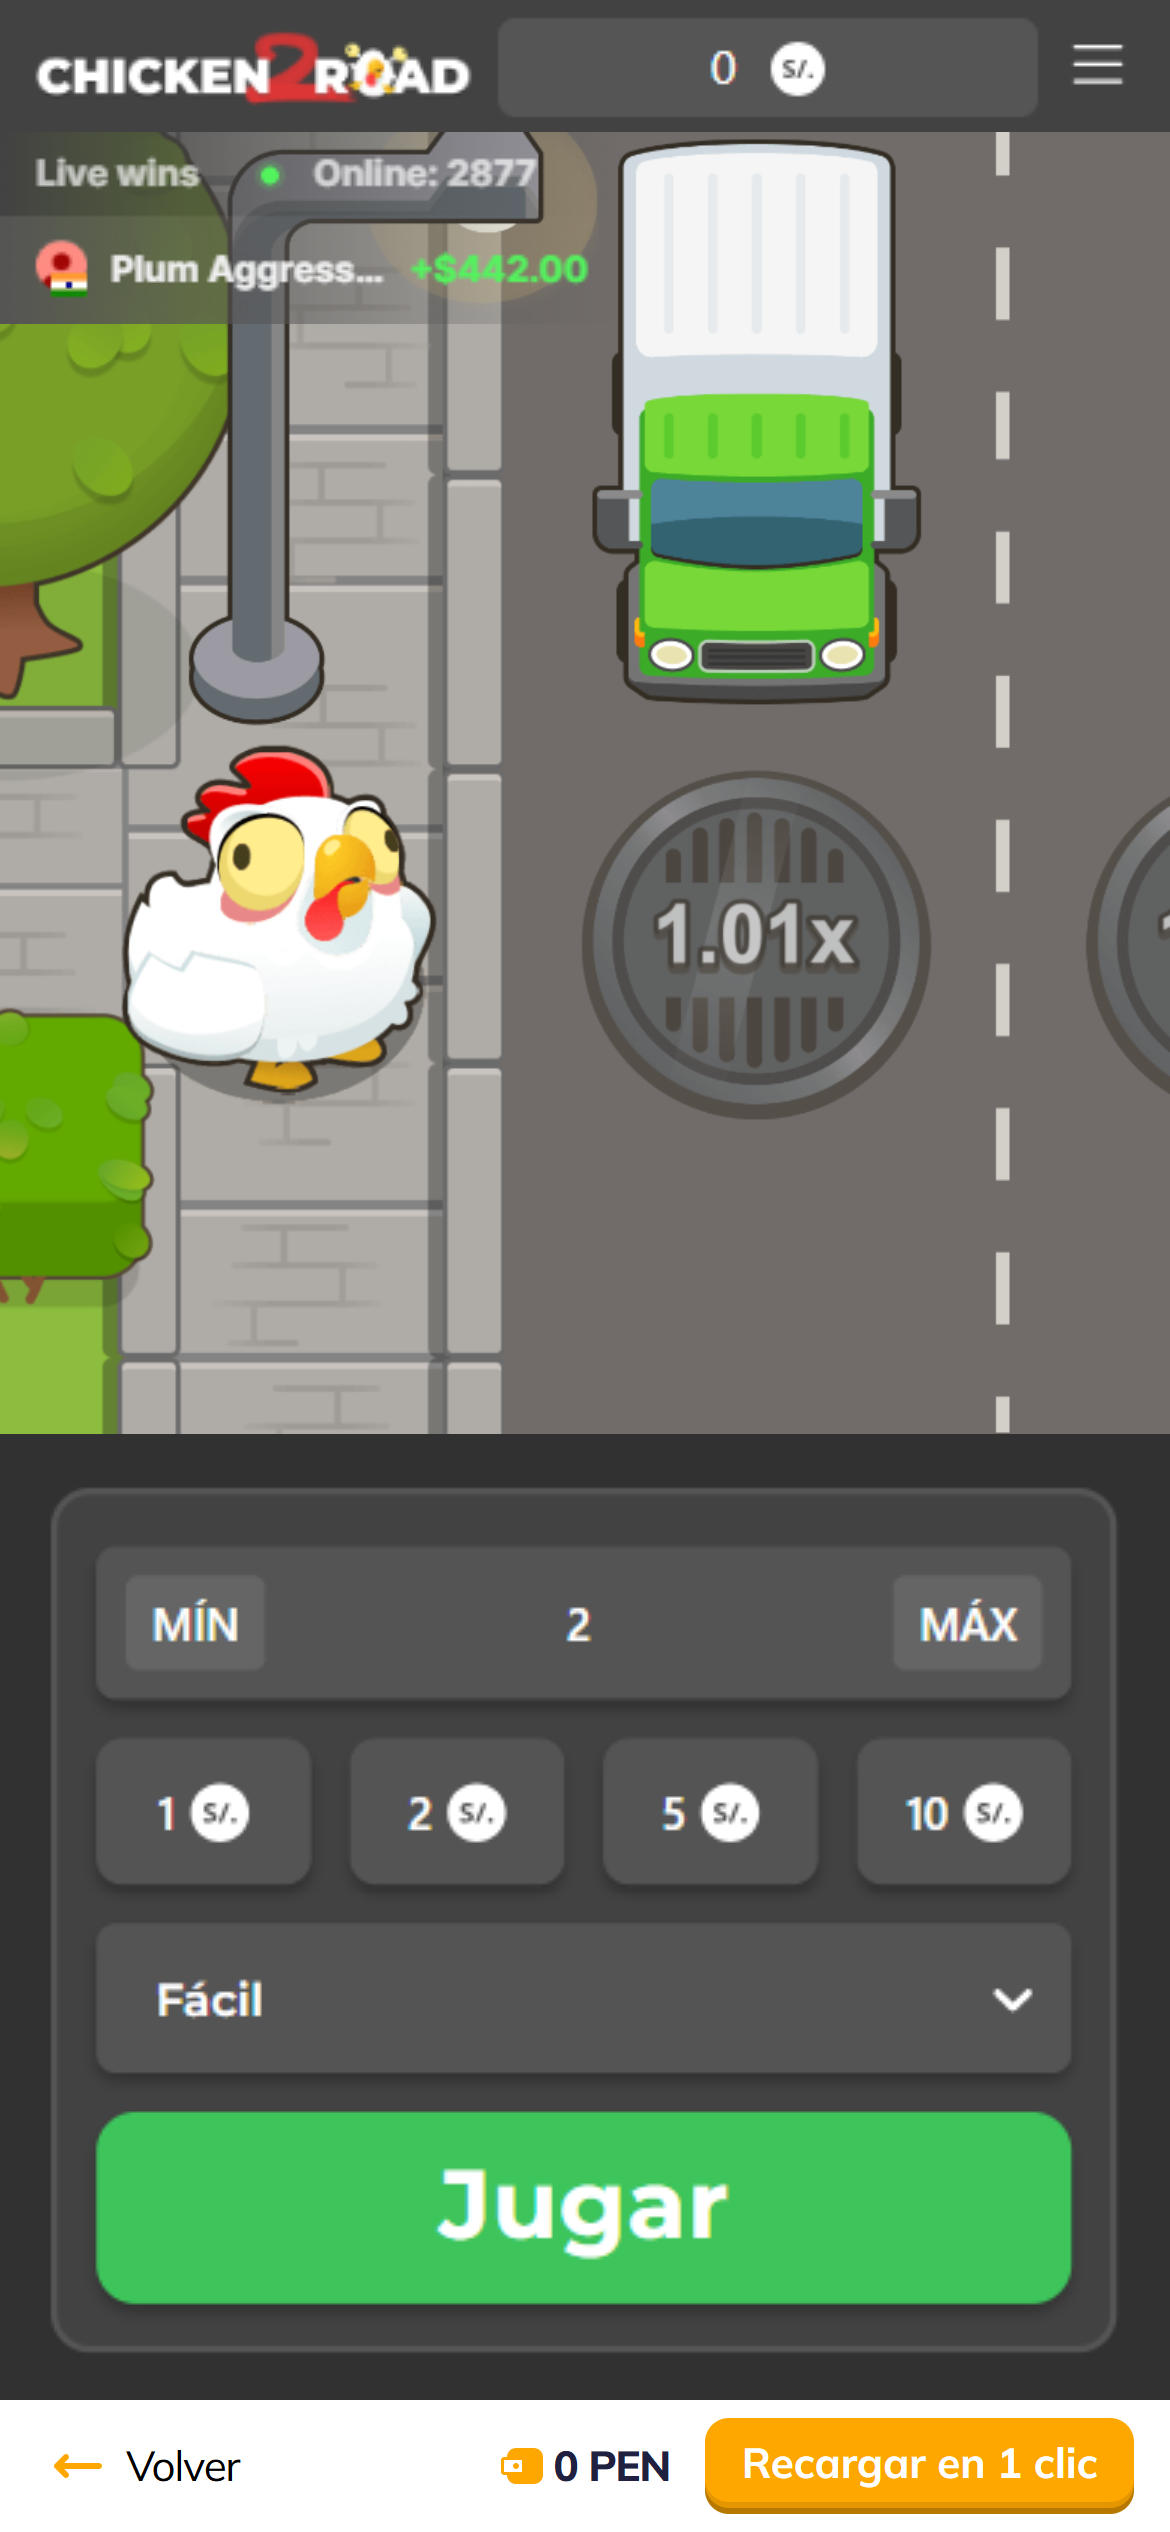 CHICKEN 2 ROAD
0 S/.
Live wins Online: 2877
Plum Aggress... +$442.00
1.01x
MÍN 2 MÁX
1 S/. 2 S/. 5 S/. 10 S/.
Fácil
Jugar
Volver 0 PEN Recargar en 1 clic